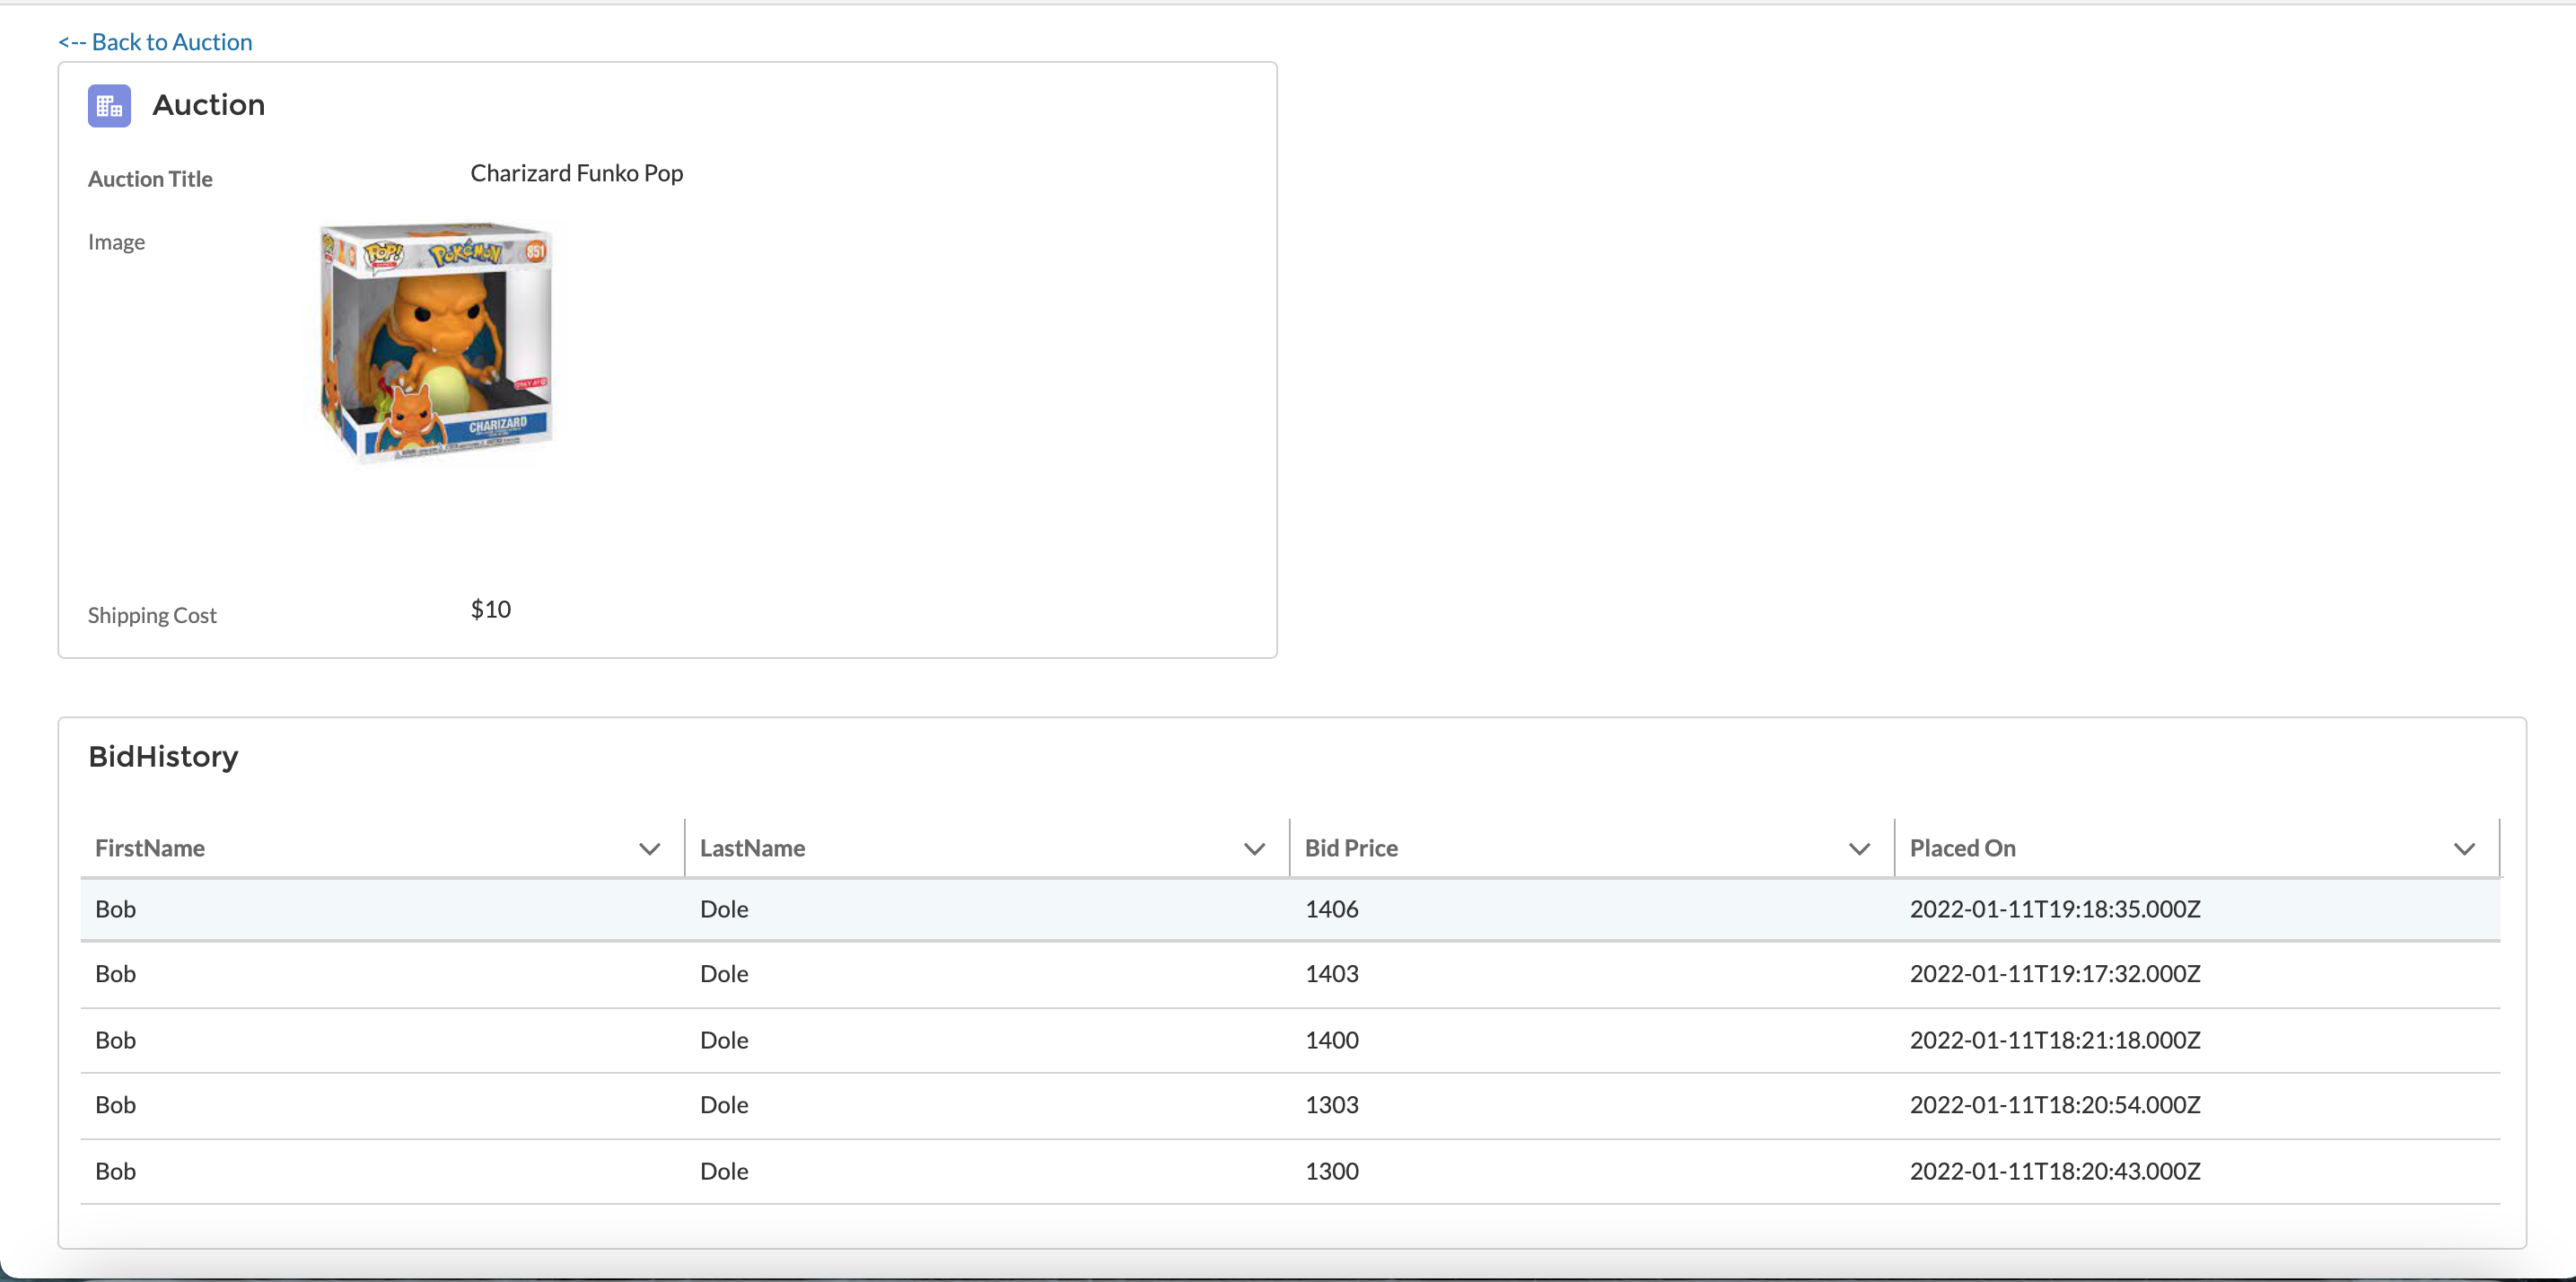 <-- Back to Auction
Auction
Auction Title Charizard Funko Pop
Image
POP! POKéMON 851
CHARIZARD
Shipping Cost $10
BidHistory
FirstName LastName Bid Price Placed On
Bob Dole 1406 2022-01-11T19:18:35.000Z
Bob Dole 1403 2022-01-11T19:17:32.000Z
Bob Dole 1400 2022-01-11T18:21:18.000Z
Bob Dole 1303 2022-01-11T18:20:54.000Z
Bob Dole 1300 2022-01-11T18:20:43.000Z